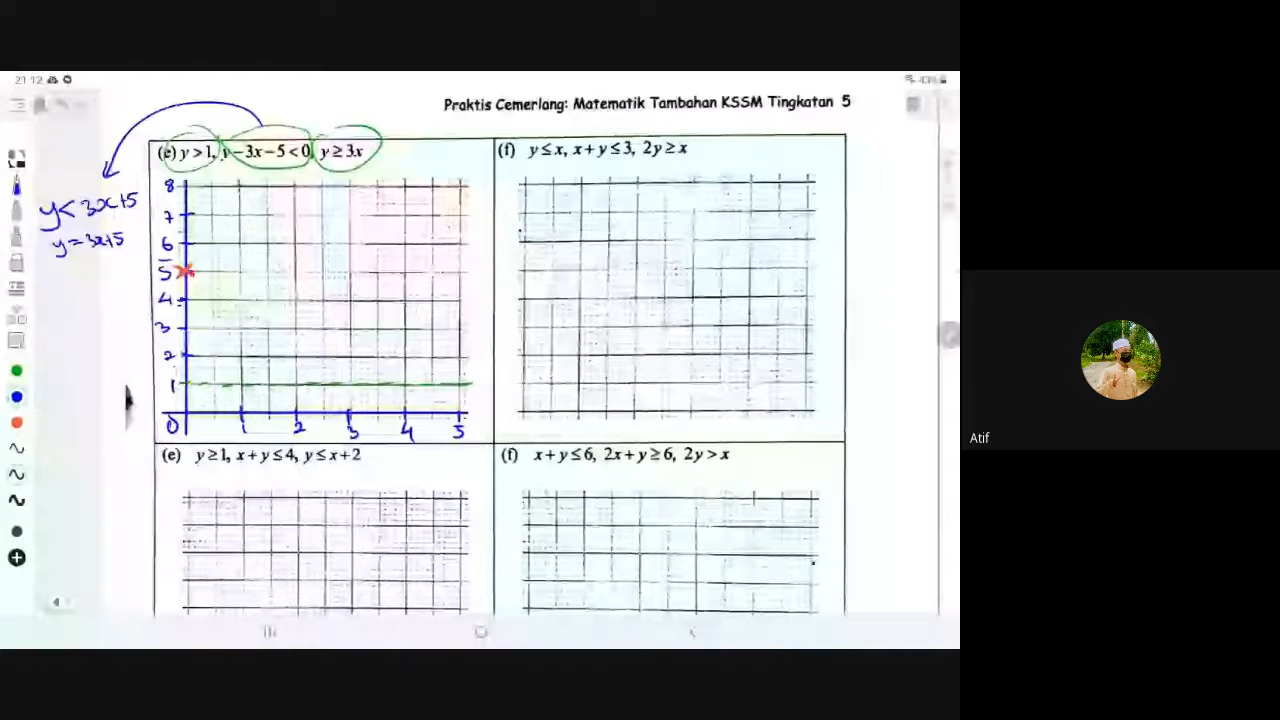 21:12
43%
Praktis Cemerlang: Matematik Tambahan KSSM Tingkatan 5
(e) y > 1, y − 3x − 5 < 0, y ≥ 3x
y < 3x+5
y = 3x+5
8
7
6
5
4
3
2
1
0 1 2 3 4 5
(f) y ≤ x, x + y ≤ 3, 2y ≥ x
(e) y ≥ 1, x + y ≤ 4, y ≤ x + 2
(f) x + y ≤ 6, 2x + y ≥ 6, 2y > x
Atif